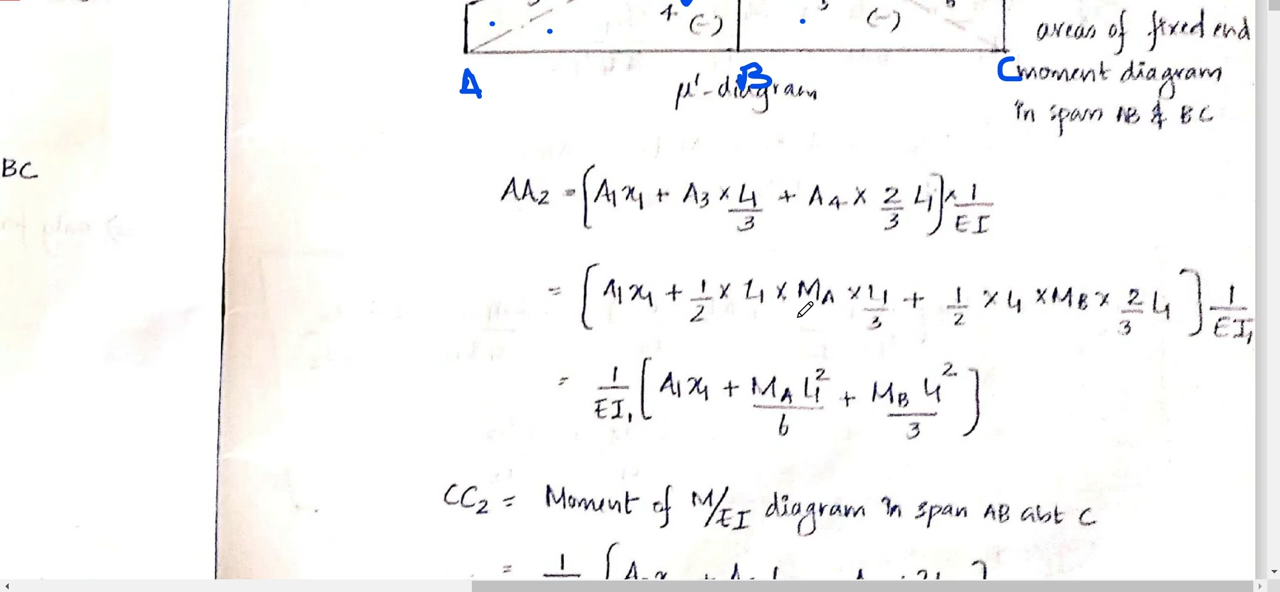 4 (-) (-)
areas of fixed end
A B C moment diagram
μ'-diagram
in span AB & BC
BC
AA₂ = [A₁x₁ + A₃ × L₁/3 + A₄ × 2/3 L₁] × 1/EI
= [A₁x₁ + 1/2 × L₁ × M_A × L₁/3 + 1/2 × L₁ × M_B × 2/3 L₁] 1/EI₁
= 1/EI₁ [A₁x₁ + M_A L₁²/6 + M_B L₁²/3]
CC₂ = Moment of M/EI diagram in span AB abt C